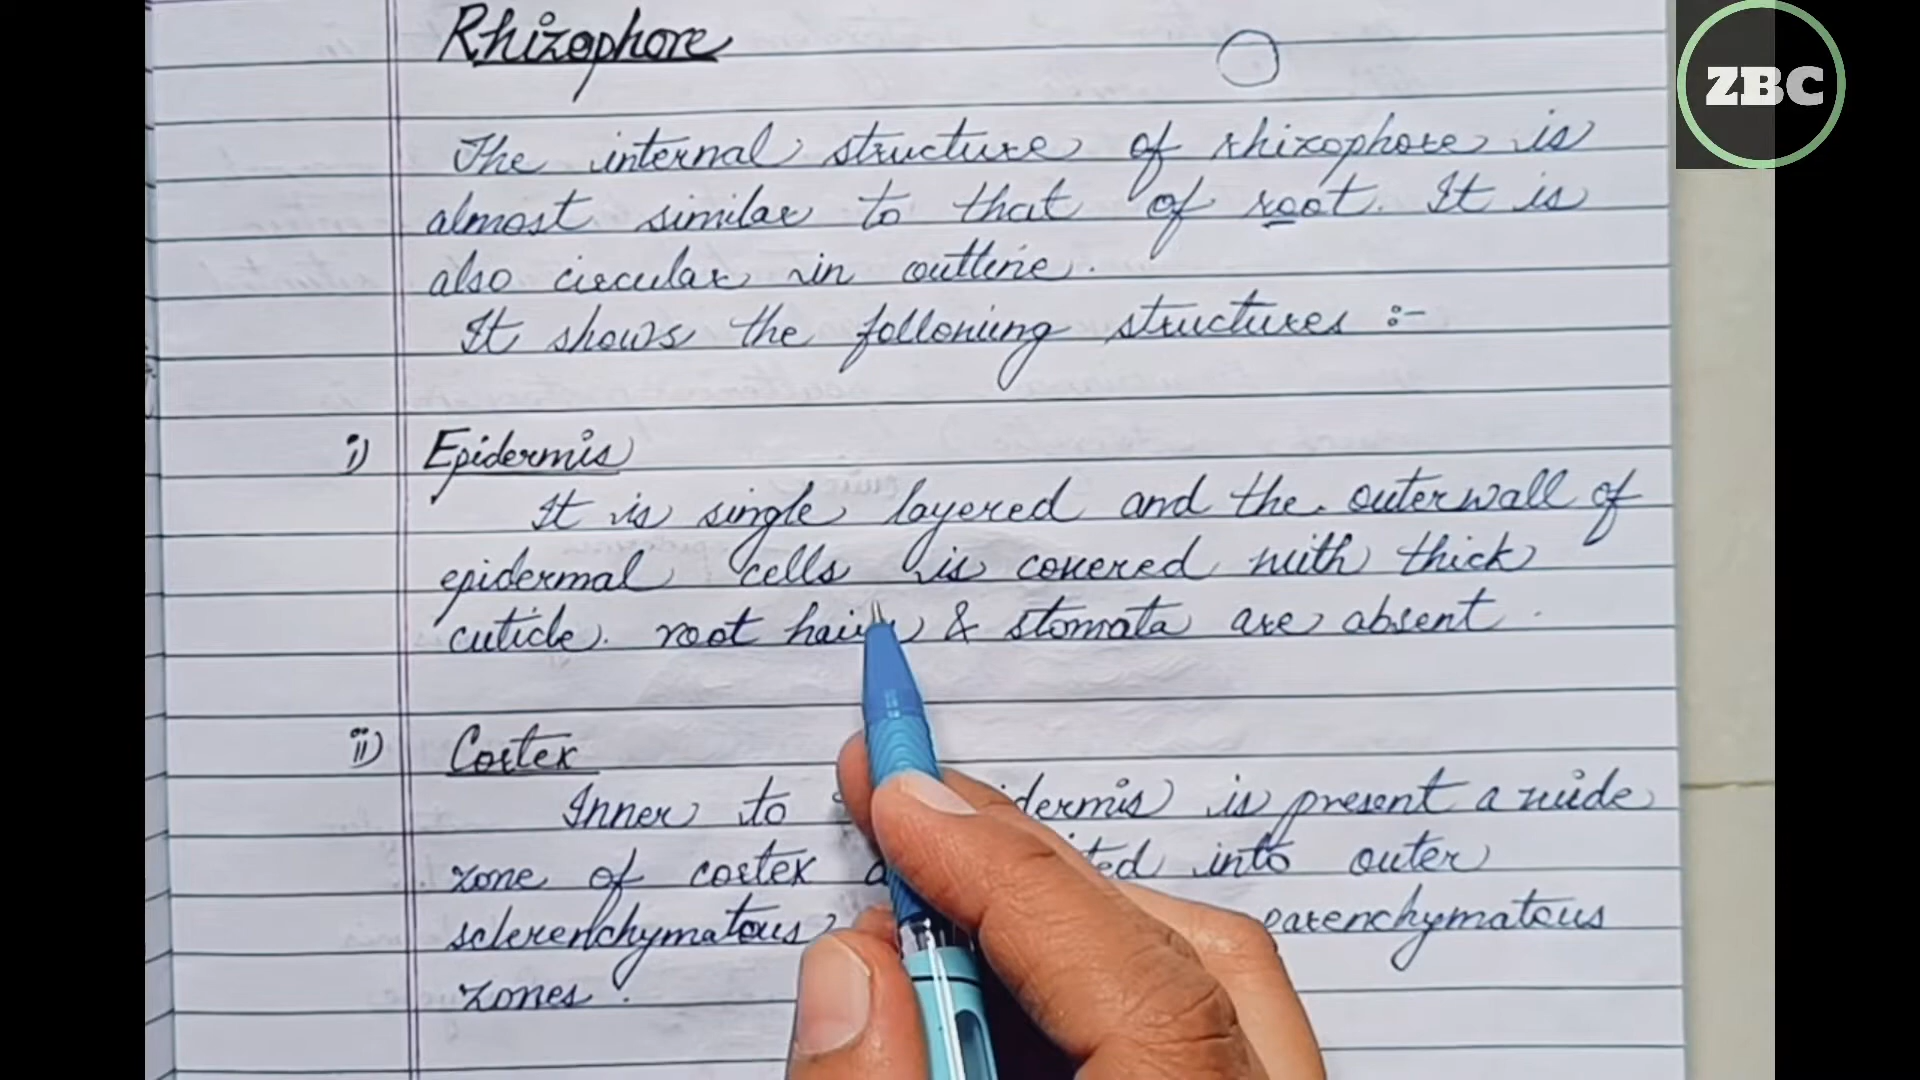 Rhizophore
ZBC
The internal structure of rhizophore is
almost similar to that of root. It is
also circular in outline.
It shows the following structures :-
i) Epidermis
It is single layered and the outer wall of
epidermal cells is covered with thick
cuticle. root hairs & stomata are absent.
ii) Cortex
Inner to is present a wide
zone of cortex into outer
sclerenchymatous parenchymatous
zones.